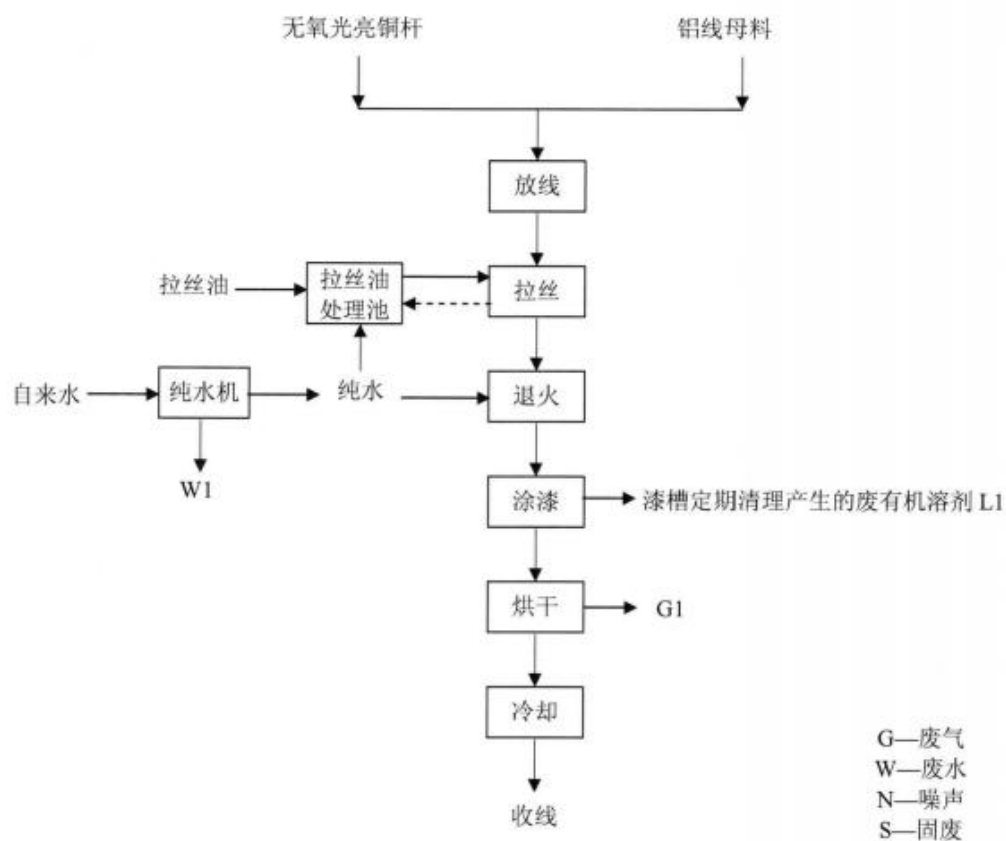 无氧光亮铜杆
铝线母料
放线
拉丝油
拉丝油
处理池
拉丝
自来水
纯水机
纯水
退火
W1
涂漆
漆槽定期清理产生的废有机溶剂 L1
烘干
G1
冷却
收线
G—废气
W—废水
N—噪声
S—固废